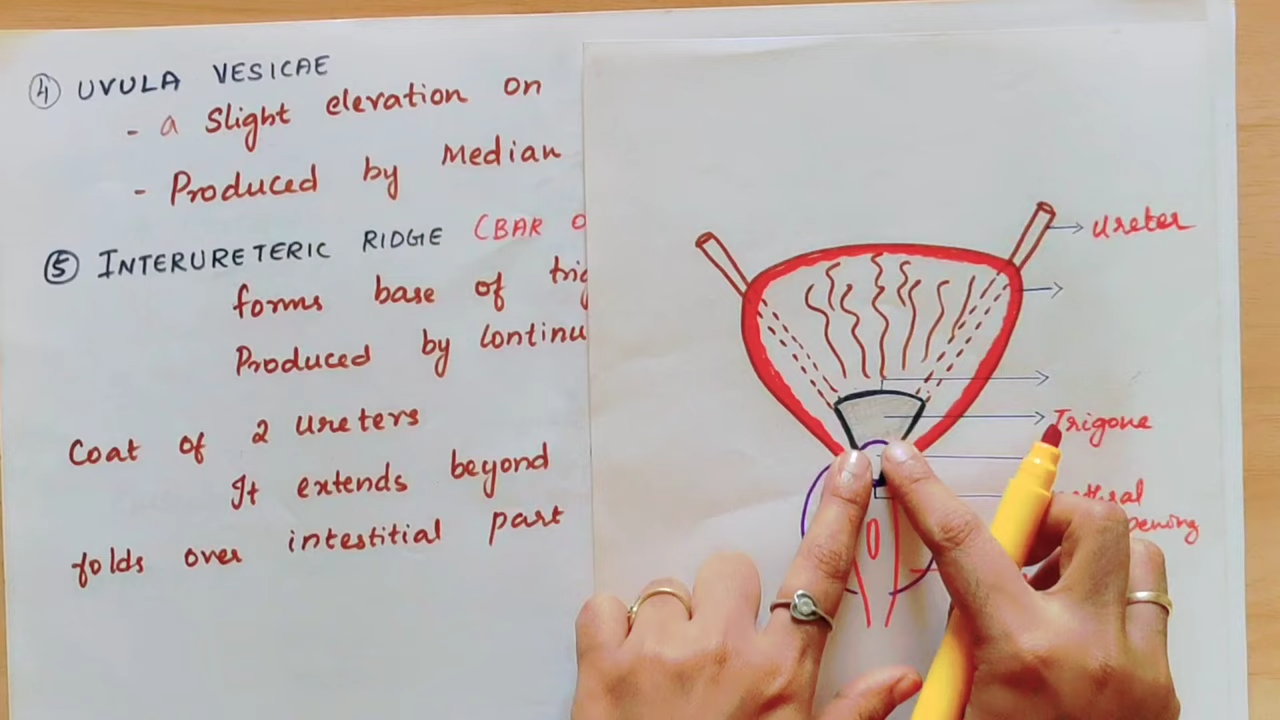 4 UVULA VESICAE
- a slight elevation on
- Produced by Median
5 INTERURETERIC RIDGE (BAR O
forms base of trig
Produced by Continu
Coat of 2 ureters
It extends beyond
folds over intestitial part
Ureter
Trigone